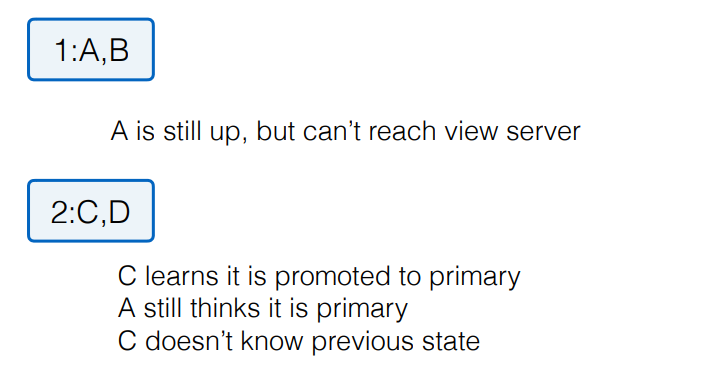 1:A,B
A is still up, but can’t reach view server
2:C,D
C learns it is promoted to primary
A still thinks it is primary
C doesn’t know previous state